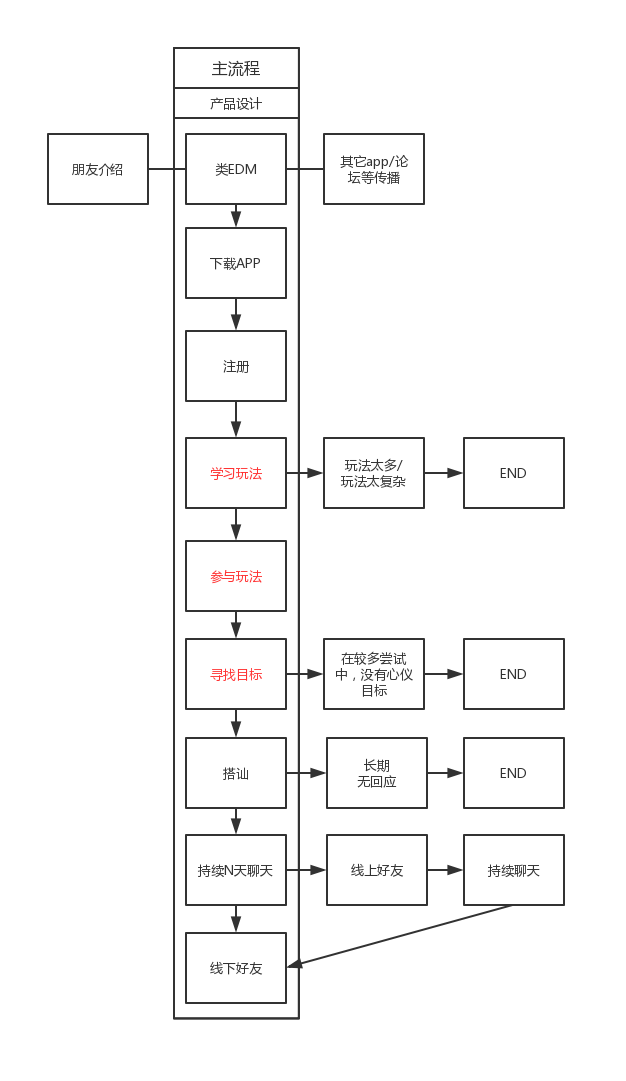 主流程
产品设计
朋友介绍
类EDM
其它app/论
坛等传播
下载APP
注册
学习玩法
玩法太多/
玩法太复杂
END
参与玩法
寻找目标
在较多尝试
中，没有心仪
目标
END
搭讪
长期
无回应
END
持续N天聊天
线上好友
持续聊天
线下好友